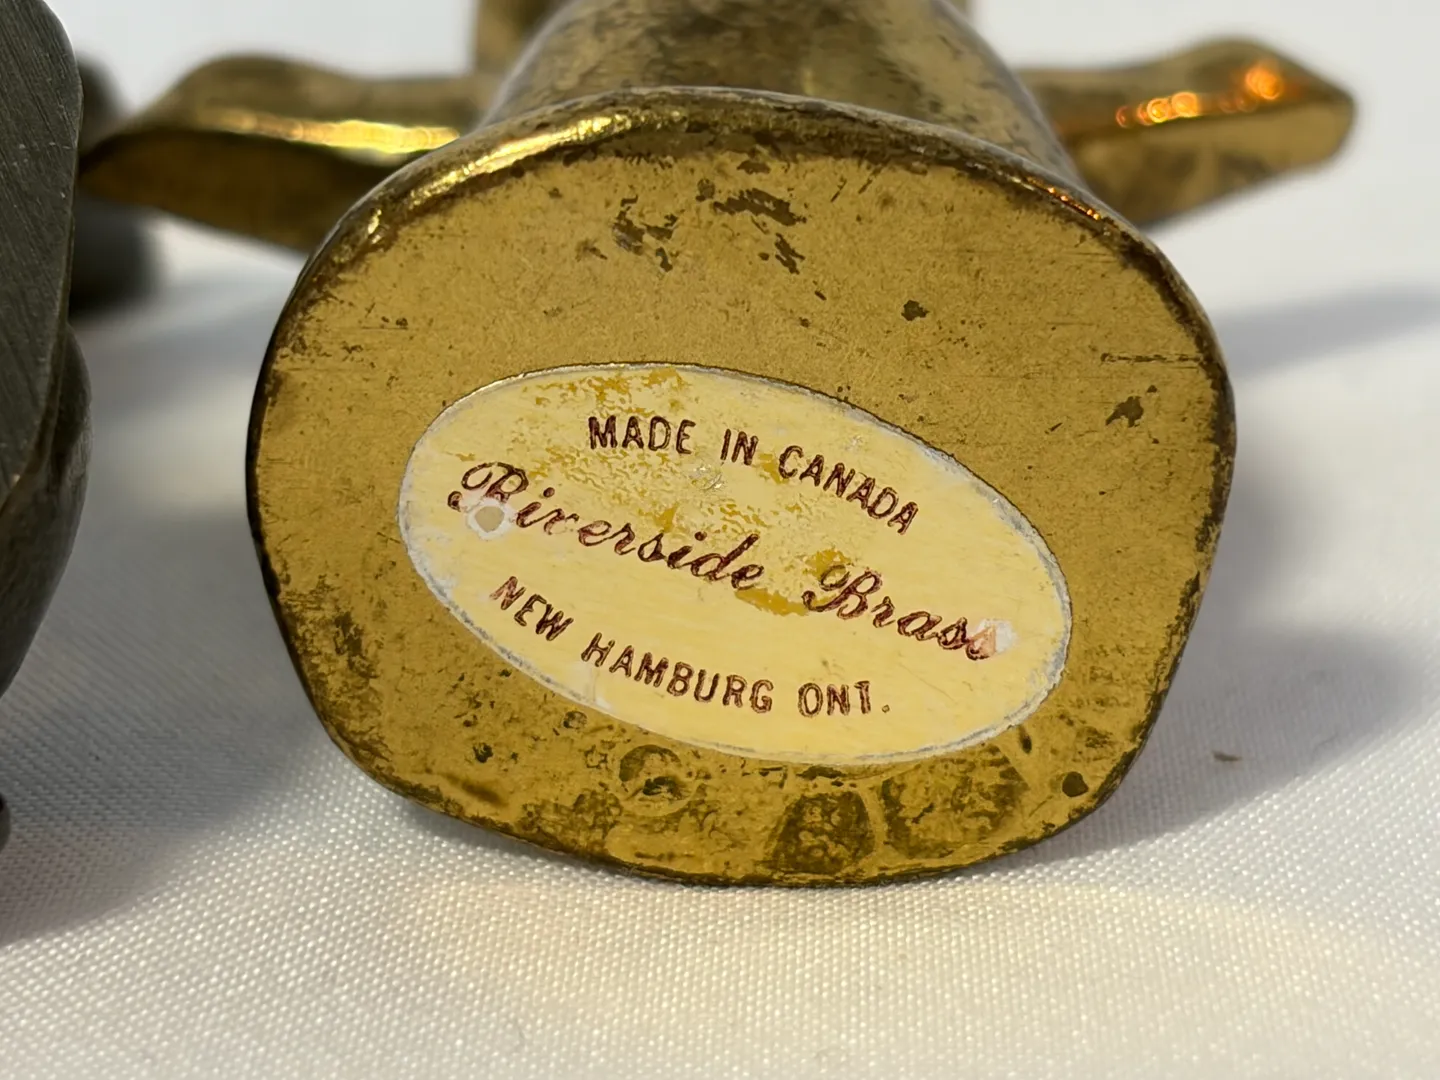 MADE IN CANADA
Riverside Brass
NEW HAMBURG ONT.